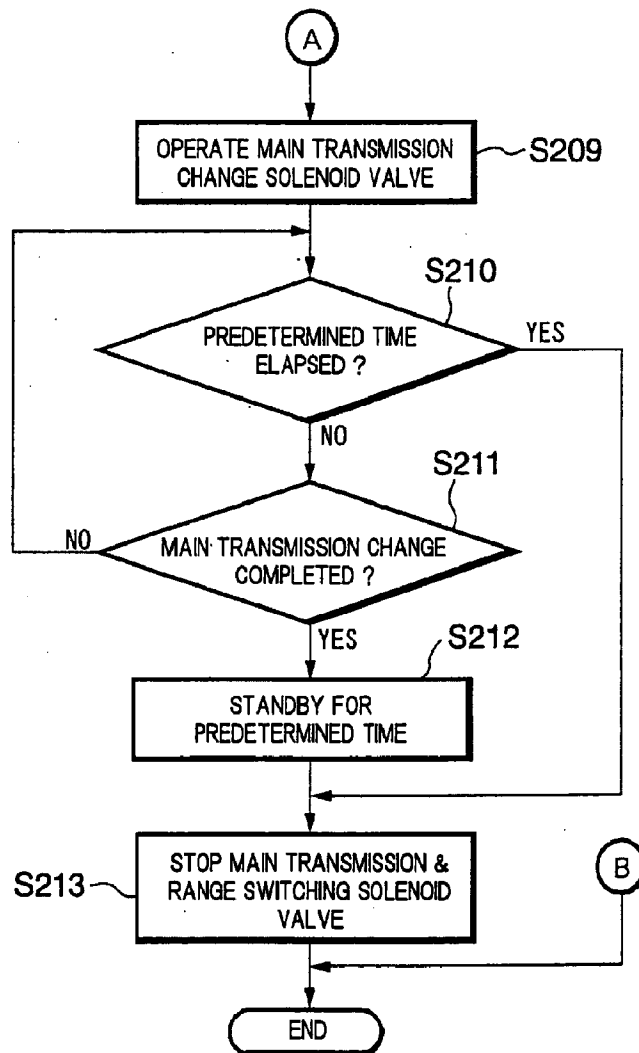 A
OPERATE MAIN TRANSMISSION
CHANGE SOLENOID VALVE
S209
S210
PREDETERMINED TIME
ELAPSED ?
YES
NO
S211
NO
MAIN TRANSMISSION CHANGE
COMPLETED ?
YES
S212
STANDBY FOR
PREDETERMINED TIME
S213
STOP MAIN TRANSMISSION &
RANGE SWITCHING SOLENOID
VALVE
B
END